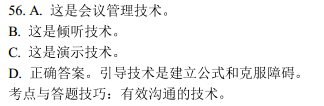 56. A. 这是会议管理技术。
B. 这是倾听技术。
C. 这是演示技术。
D. 正确答案。引导技术是建立公式和克服障碍。
考点与答题技巧：有效沟通的技术。